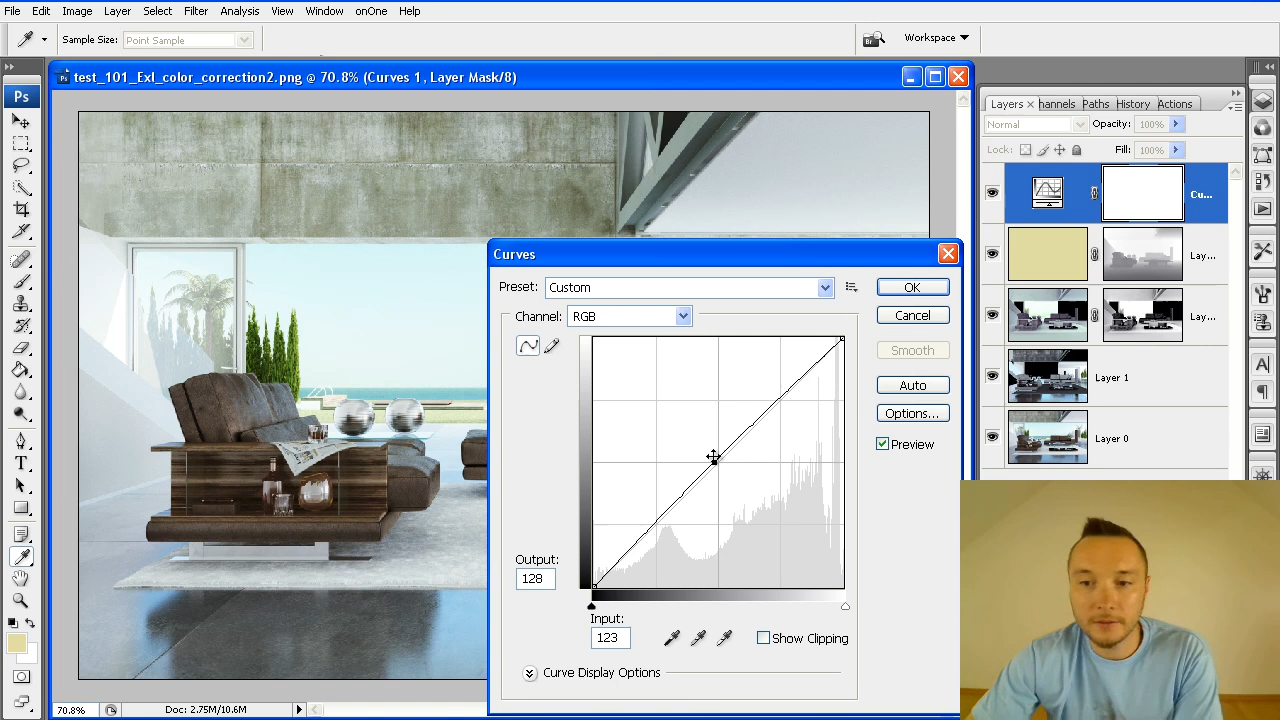 File Edit Image Layer Select Filter Analysis View Window onOne Help
Sample Size: Point Sample
Br
Workspace
Ps
test_101_Exl_color_correction2.png @ 70.8% (Curves 1, Layer Mask/8)
Layers hannels Paths History Actions
Normal Opacity: 100%
Lock: Fill: 100%
Cu...
Lay...
Lay...
Layer 1
Layer 0
Curves
Preset: Custom
Channel: RGB
OK
Cancel
Smooth
Auto
Options...
Preview
Output:
128
Input:
123
Show Clipping
Curve Display Options
70.8% Doc: 2.75M/10.6M